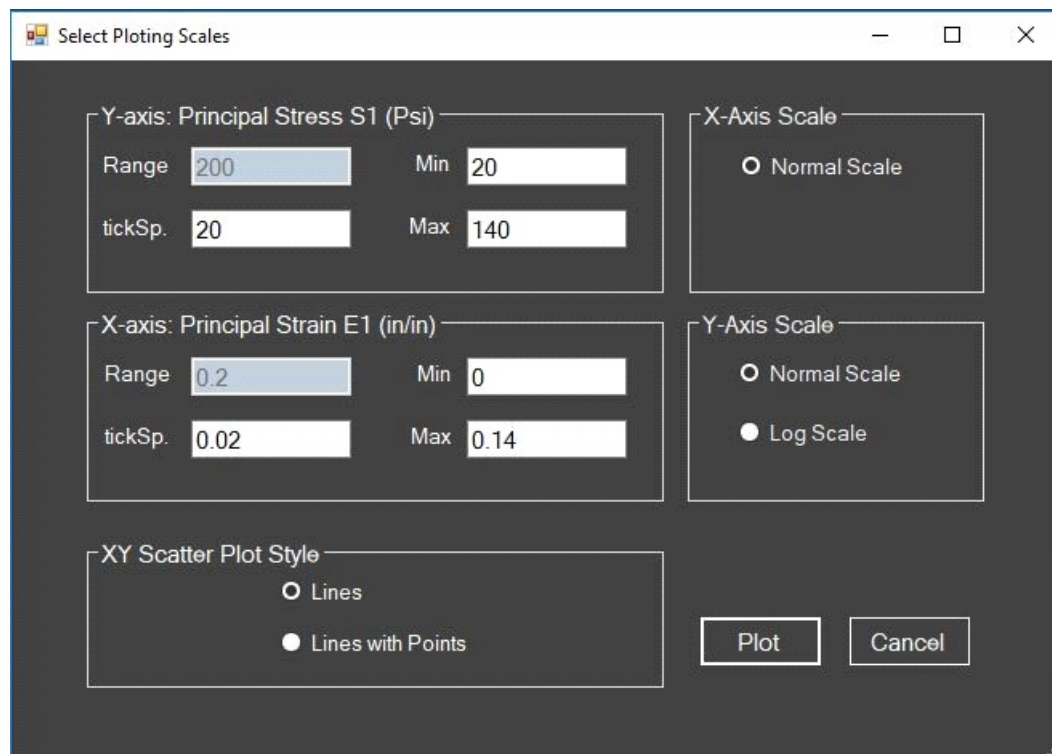 Select Ploting Scales
Y-axis: Principal Stress S1 (Psi)
Range 200 Min 20
tickSp. 20 Max 140
X-Axis Scale
Normal Scale
X-axis: Principal Strain E1 (in/in)
Range 0.2 Min 0
tickSp. 0.02 Max 0.14
Y-Axis Scale
Normal Scale
Log Scale
XY Scatter Plot Style
Lines
Lines with Points
Plot Cancel